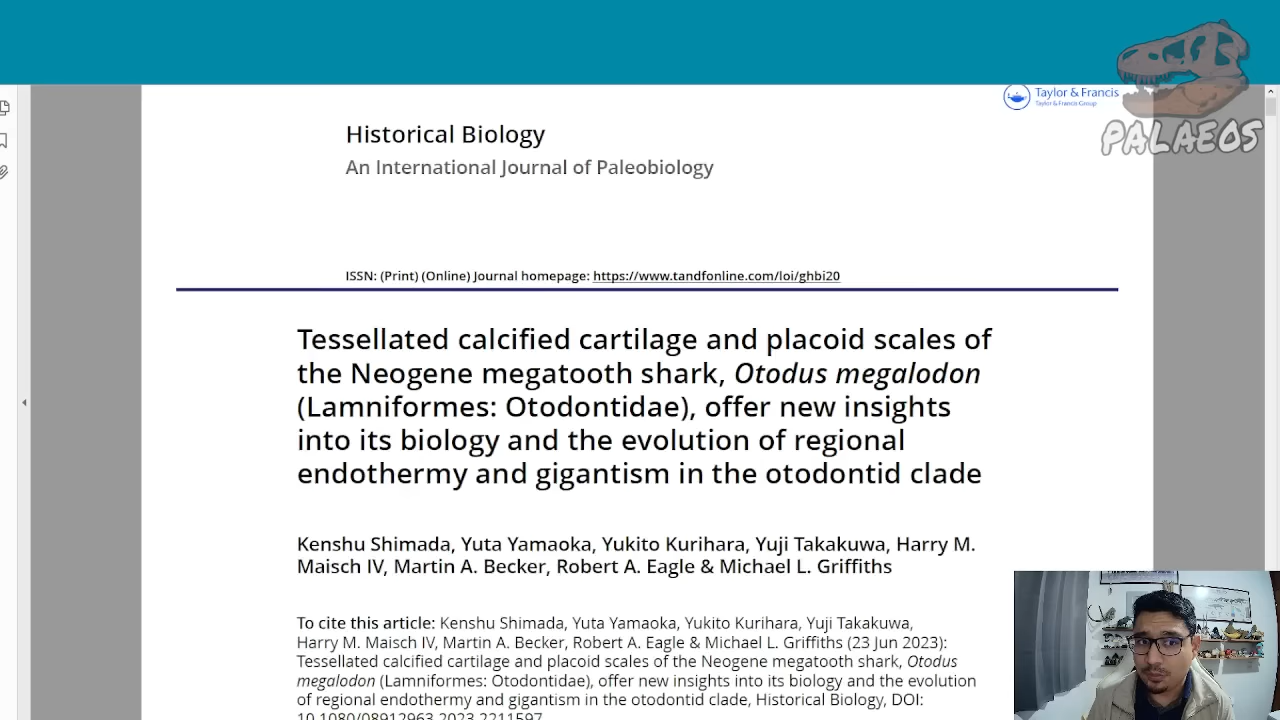 Taylor & Francis
Taylor & Francis Group
PALAEOS
Historical Biology
An International Journal of Paleobiology
ISSN: (Print) (Online) Journal homepage: https://www.tandfonline.com/loi/ghbi20
Tessellated calcified cartilage and placoid scales of
the Neogene megatooth shark, Otodus megalodon
(Lamniformes: Otodontidae), offer new insights
into its biology and the evolution of regional
endothermy and gigantism in the otodontid clade
Kenshu Shimada, Yuta Yamaoka, Yukito Kurihara, Yuji Takakuwa, Harry M.
Maisch IV, Martin A. Becker, Robert A. Eagle & Michael L. Griffiths
To cite this article: Kenshu Shimada, Yuta Yamaoka, Yukito Kurihara, Yuji Takakuwa,
Harry M. Maisch IV, Martin A. Becker, Robert A. Eagle & Michael L. Griffiths (23 Jun 2023):
Tessellated calcified cartilage and placoid scales of the Neogene megatooth shark, Otodus
megalodon (Lamniformes: Otodontidae), offer new insights into its biology and the evolution
of regional endothermy and gigantism in the otodontid clade, Historical Biology, DOI:
10.1080/08912963.2023.2211597